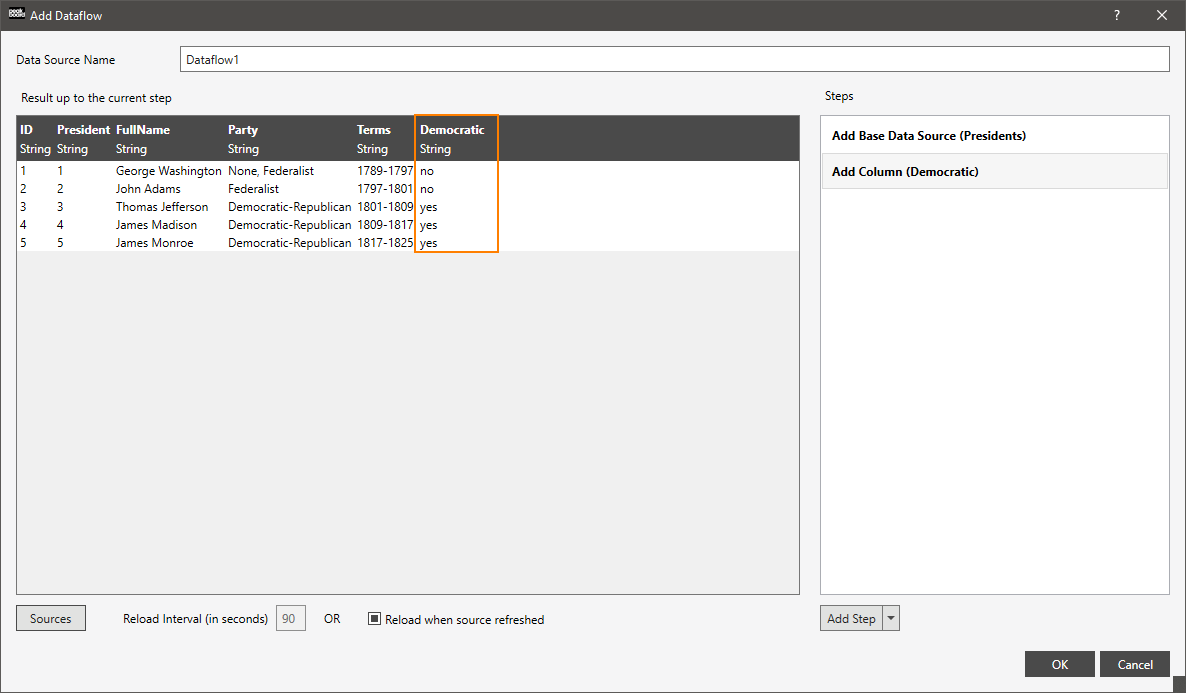 peak board Add Dataflow ?
Data Source Name Dataflow1
Result up to the current step
Steps
ID President FullName Party Terms Democratic
String String String String String String
1 1 George Washington None, Federalist 1789-1797 no
2 2 John Adams Federalist 1797-1801 no
3 3 Thomas Jefferson Democratic-Republican 1801-1809 yes
4 4 James Madison Democratic-Republican 1809-1817 yes
5 5 James Monroe Democratic-Republican 1817-1825 yes
Add Base Data Source (Presidents)
Add Column (Democratic)
Sources Reload Interval (in seconds) 90 OR Reload when source refreshed
Add Step
OK Cancel